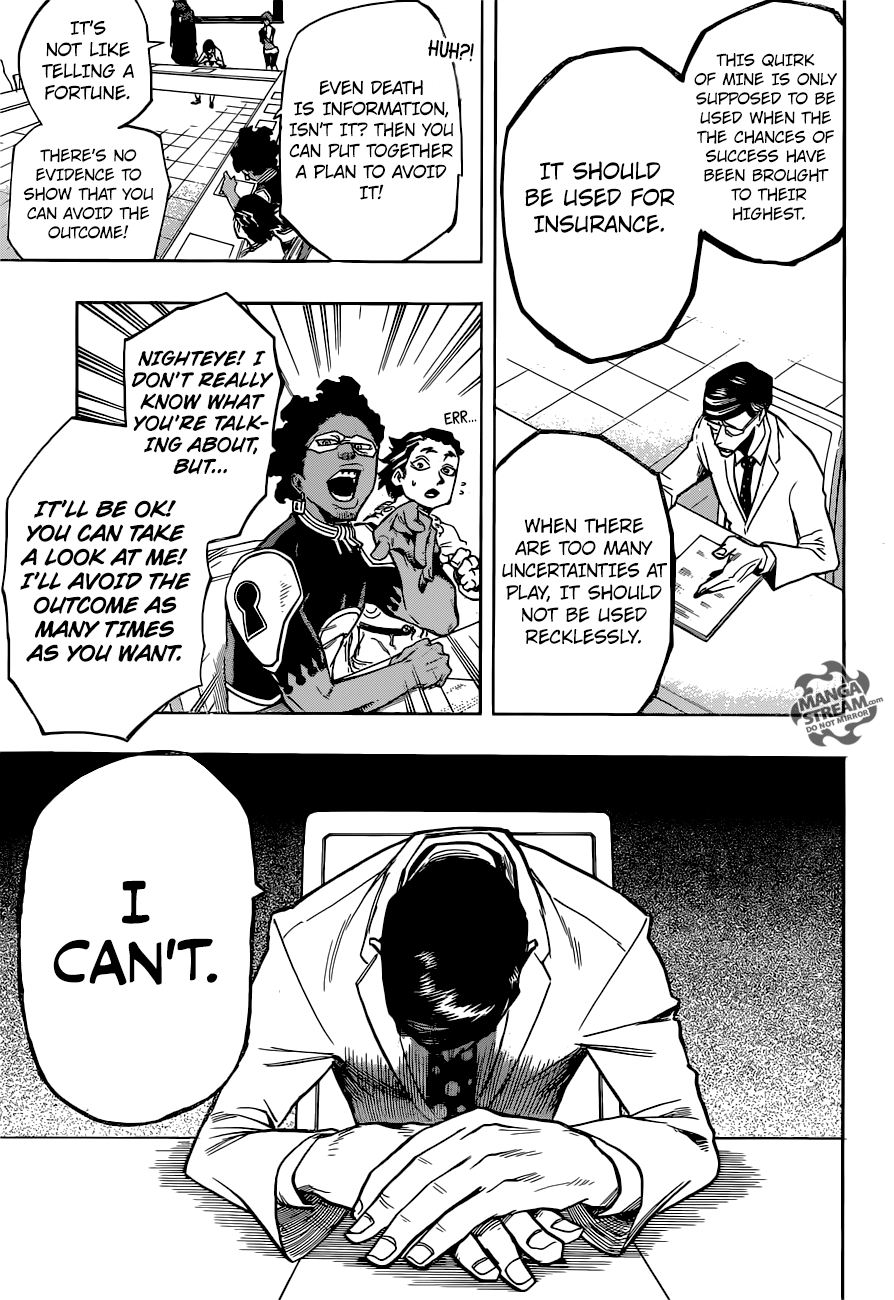 THIS QUIRK
OF MINE IS ONLY
SUPPOSED TO BE
USED WHEN THE
THE CHANCES OF
SUCCESS HAVE
BEEN BROUGHT
TO THEIR
HIGHEST.
IT SHOULD
BE USED FOR
INSURANCE.
WHEN THERE
ARE TOO MANY
UNCERTAINTIES AT
PLAY, IT SHOULD
NOT BE USED
RECKLESSLY.
HUH?!
EVEN DEATH
IS INFORMATION,
ISN'T IT? THEN YOU
CAN PUT TOGETHER
A PLAN TO AVOID
IT!
IT'S
NOT LIKE
TELLING A
FORTUNE.
THERE'S NO
EVIDENCE TO
SHOW THAT YOU
CAN AVOID THE
OUTCOME!
ERR...
NIGHTEYE! I
DON'T REALLY
KNOW WHAT
YOU'RE TALK-
ING ABOUT,
BUT...
IT'LL BE OK!
YOU CAN TAKE
A LOOK AT ME!
I'LL AVOID THE
OUTCOME AS
MANY TIMES
AS YOU WANT.
MANGA
STREAM.com
DO NOT MIRROR
I
CAN'T.